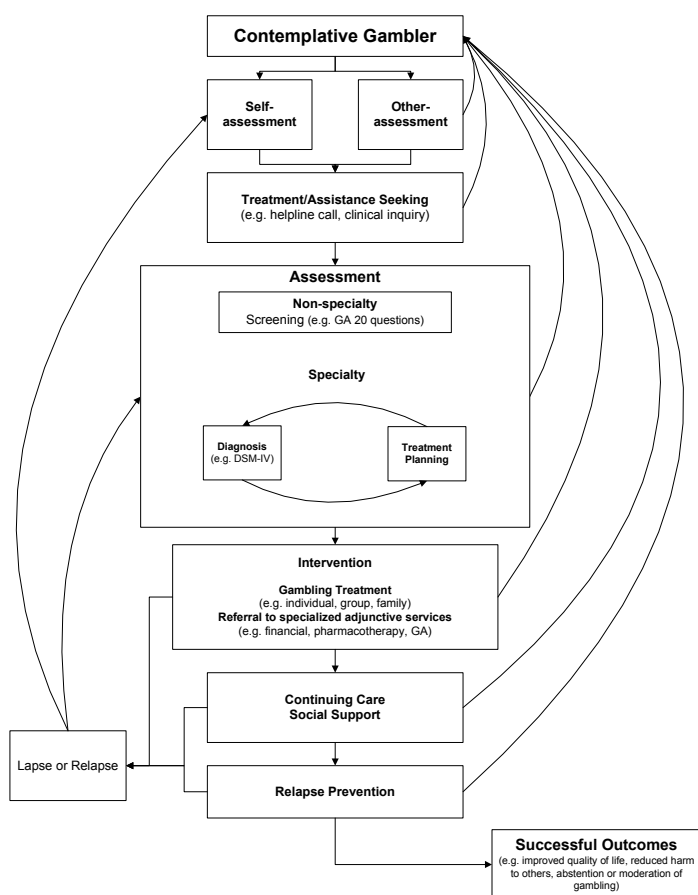 Contemplative Gambler
Self-
assessment
Other-
assessment
Treatment/Assistance Seeking
(e.g. helpline call, clinical inquiry)
Assessment
Non-specialty
Screening (e.g. GA 20 questions)
Specialty
Diagnosis
(e.g. DSM-IV)
Treatment
Planning
Intervention
Gambling Treatment
(e.g. individual, group, family)
Referral to specialized adjunctive services
(e.g. financial, pharmacotherapy, GA)
Continuing Care
Social Support
Lapse or Relapse
Relapse Prevention
Successful Outcomes
(e.g. improved quality of life, reduced harm
to others, abstention or moderation of
gambling)